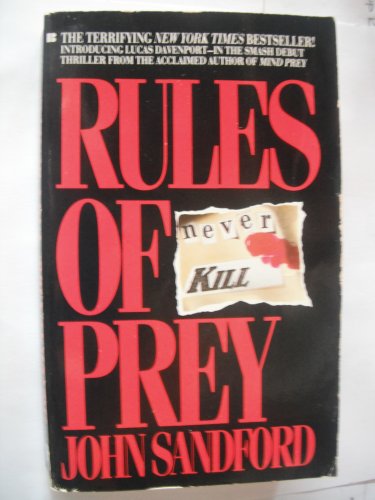 THE TERRIFYING NEW YORK TIMES BESTSELLER!
INTRODUCING LUCAS DAVENPORT—IN THE SMASH DEBUT
THRILLER FROM THE ACCLAIMED AUTHOR OF MIND PREY
RULES
OF
never
KILL
PREY
JOHN SANDFORD